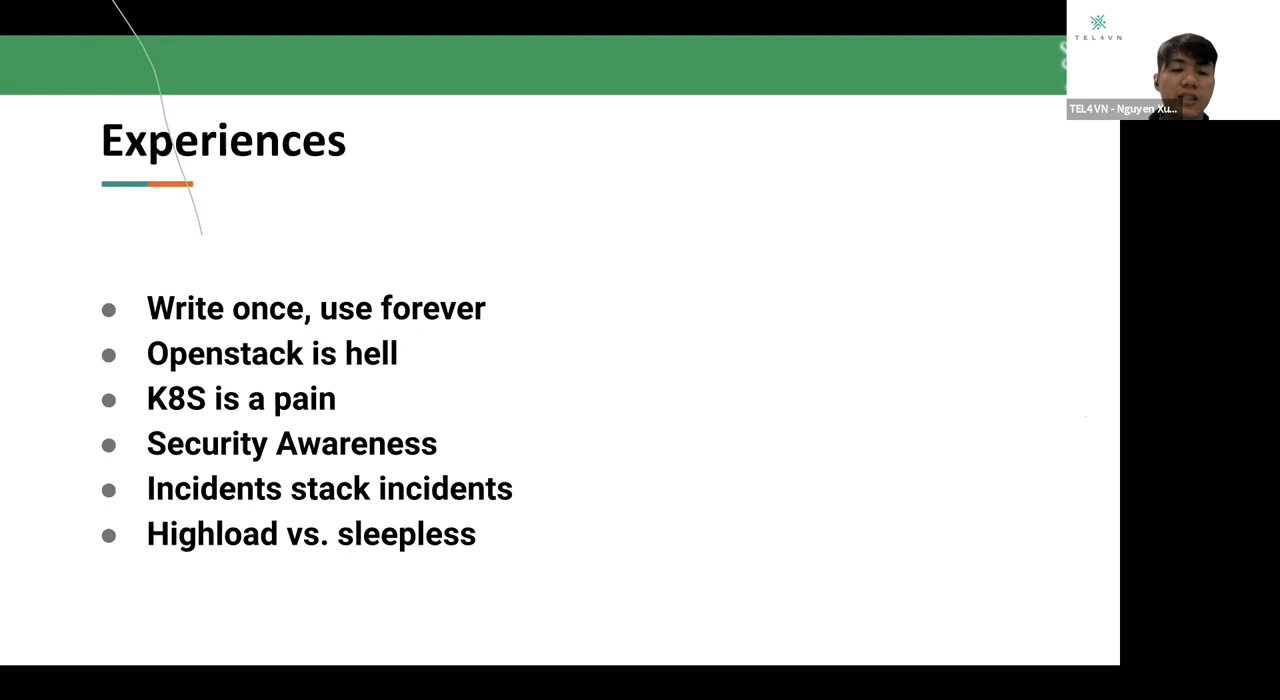 TEL4VN
TEL4VN - Nguyen Xu...
Experiences
Write once, use forever
Openstack is hell
K8S is a pain
Security Awareness
Incidents stack incidents
Highload vs. sleepless